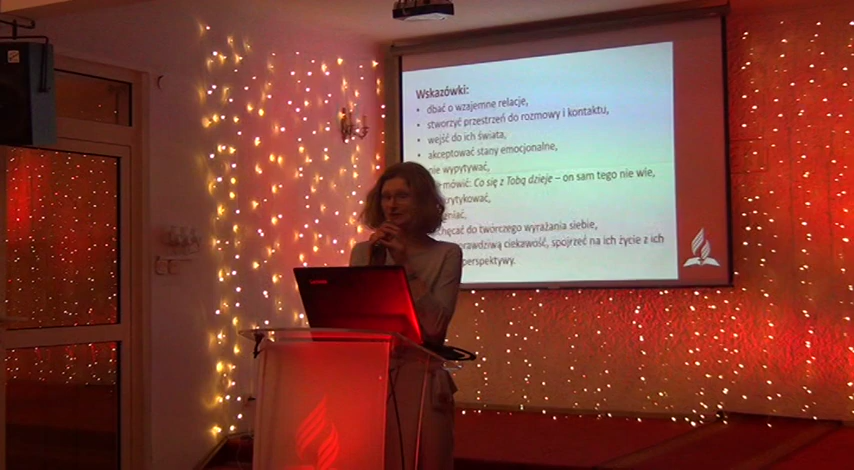 Wskazówki:
• dbać o wzajemne relacje,
• stworzyć przestrzeń do rozmowy i kontaktu,
• wejść do ich świata,
• akceptować stany emocjonalne,
nie wypytywać,
mówić: Co się z Tobą dzieje – on sam tego nie wie,
krytykować,
do twórczego wyrażania siebie,
ciekawość, spojrzeć na ich życie z ich
perspektywy.